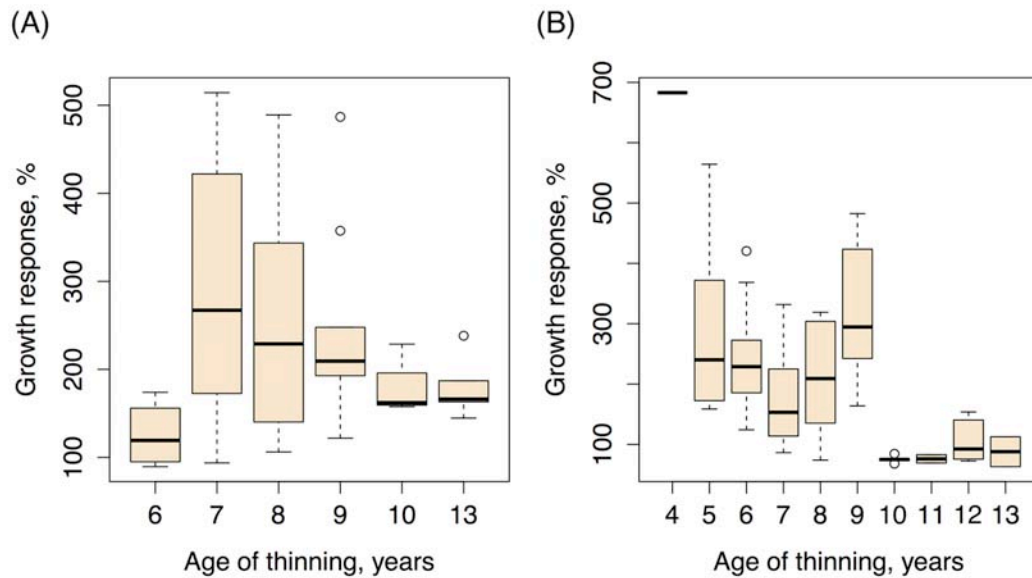 (A)
(B)
Growth response, %
500
400
300
200
100
6 7 8 9 10 13
Age of thinning, years
Growth response, %
700
500
300
100
4 5 6 7 8 9 10 11 12 13
Age of thinning, years